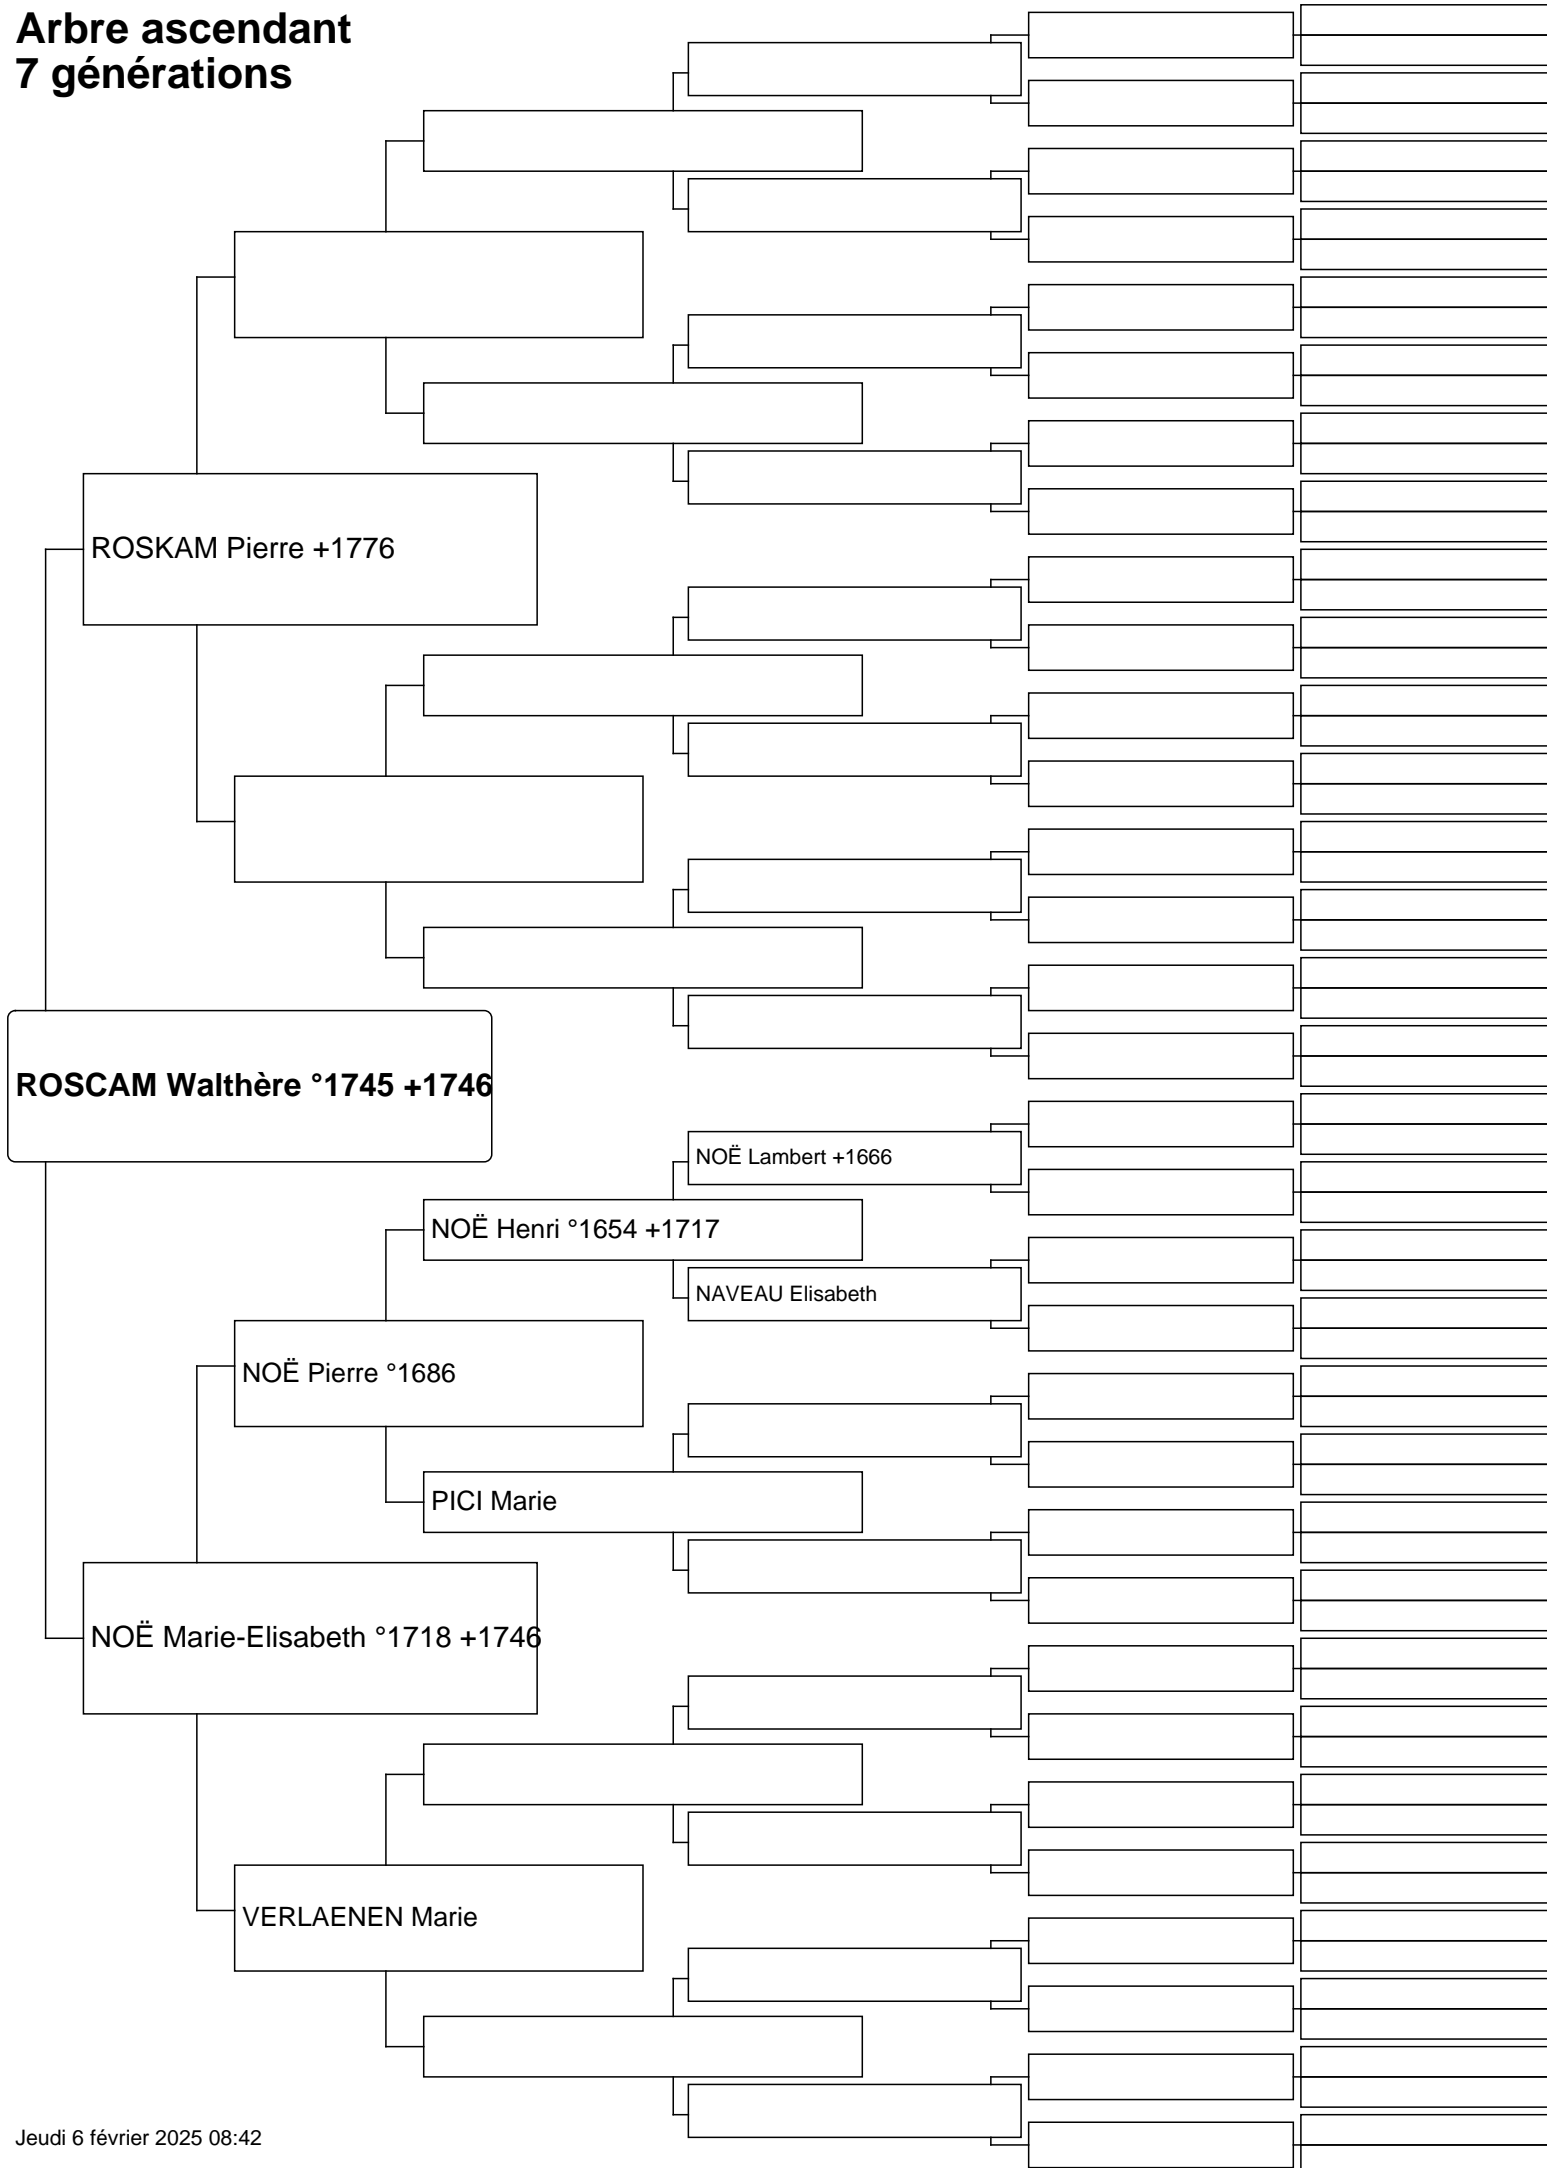 Arbre ascendant
7 générations
ROSKAM Pierre +1776
ROSCAM Walthère °1745 +1746
NOË Lambert +1666
NOË Henri °1654 +1717
NAVEAU Elisabeth
NOË Pierre °1686
PICI Marie
NOË Marie-Elisabeth °1718 +1746
VERLAENEN Marie
Jeudi 6 février 2025 08:42